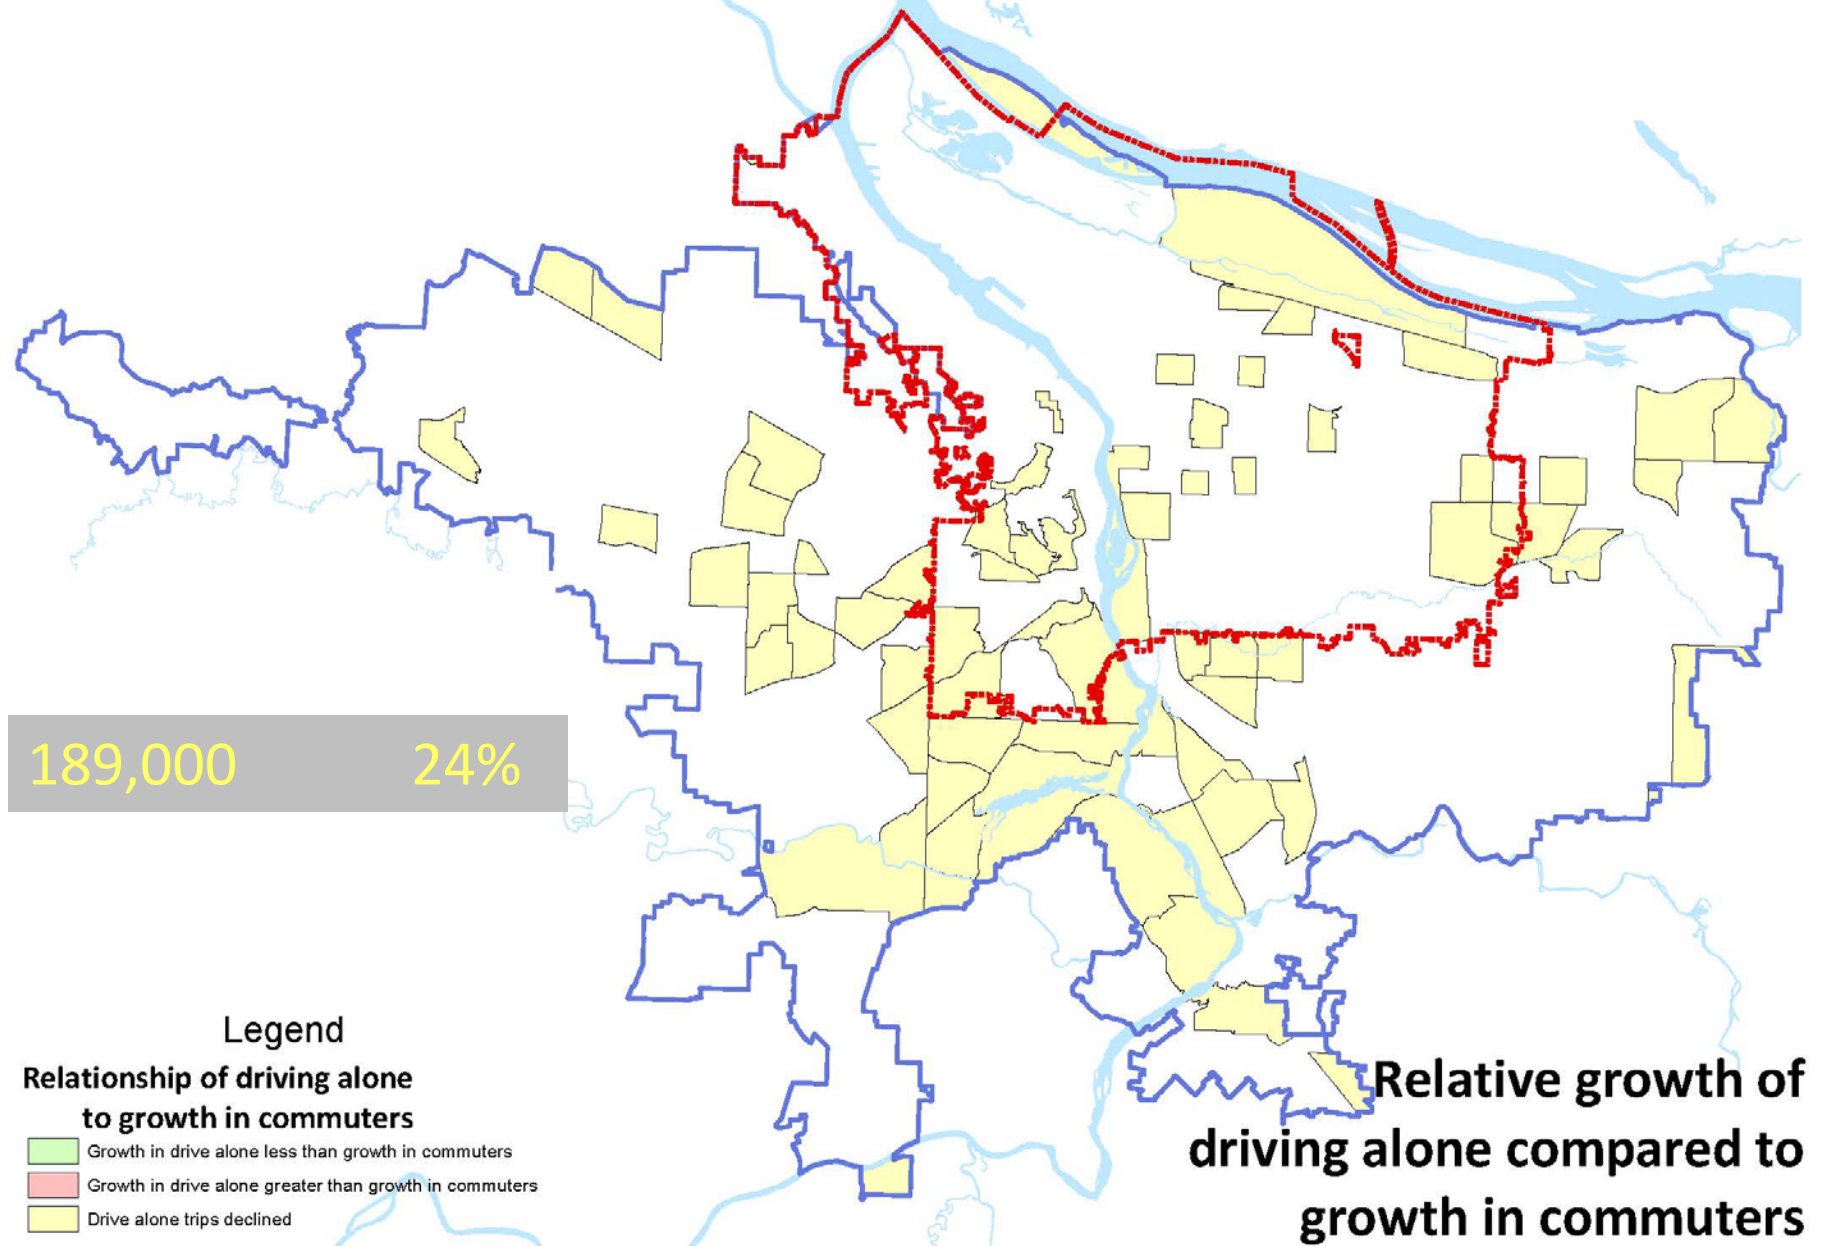 189,000 24%
Legend
Relationship of driving alone
to growth in commuters
Growth in drive alone less than growth in commuters
Growth in drive alone greater than growth in commuters
Drive alone trips declined
Relative growth of
driving alone compared to
growth in commuters